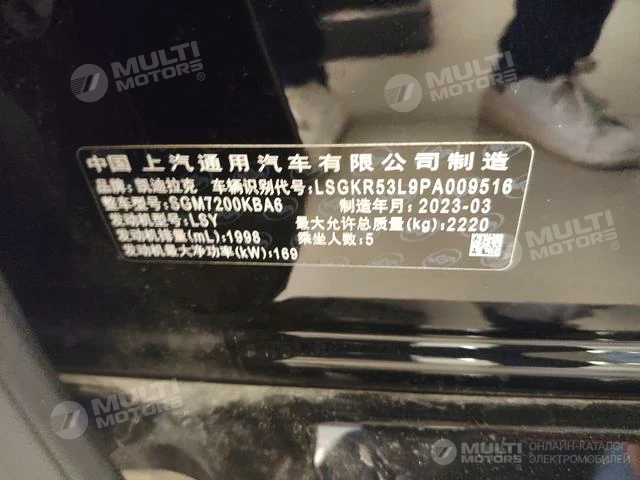 MULTI MOTORS®
MULTI MOTORS®
中国 上汽通用汽车有限公司制造
品牌:凯迪拉克 车辆识别代号:LSGKR53L9PA009516
整车型号:SGM7200KBA6 制造年月:2023-03
发动机型号:LSY 最大允许总质量(kg):2220
发动机排量(mL):1998 乘坐人数:5
发动机最大净功率(kW):169
MULTI MOTORS®
MULTI MOTORS®
MULTI MOTORS
ОНЛАЙН-КАТАЛОГ
ЭЛЕКТРОМОБИЛЕЙ